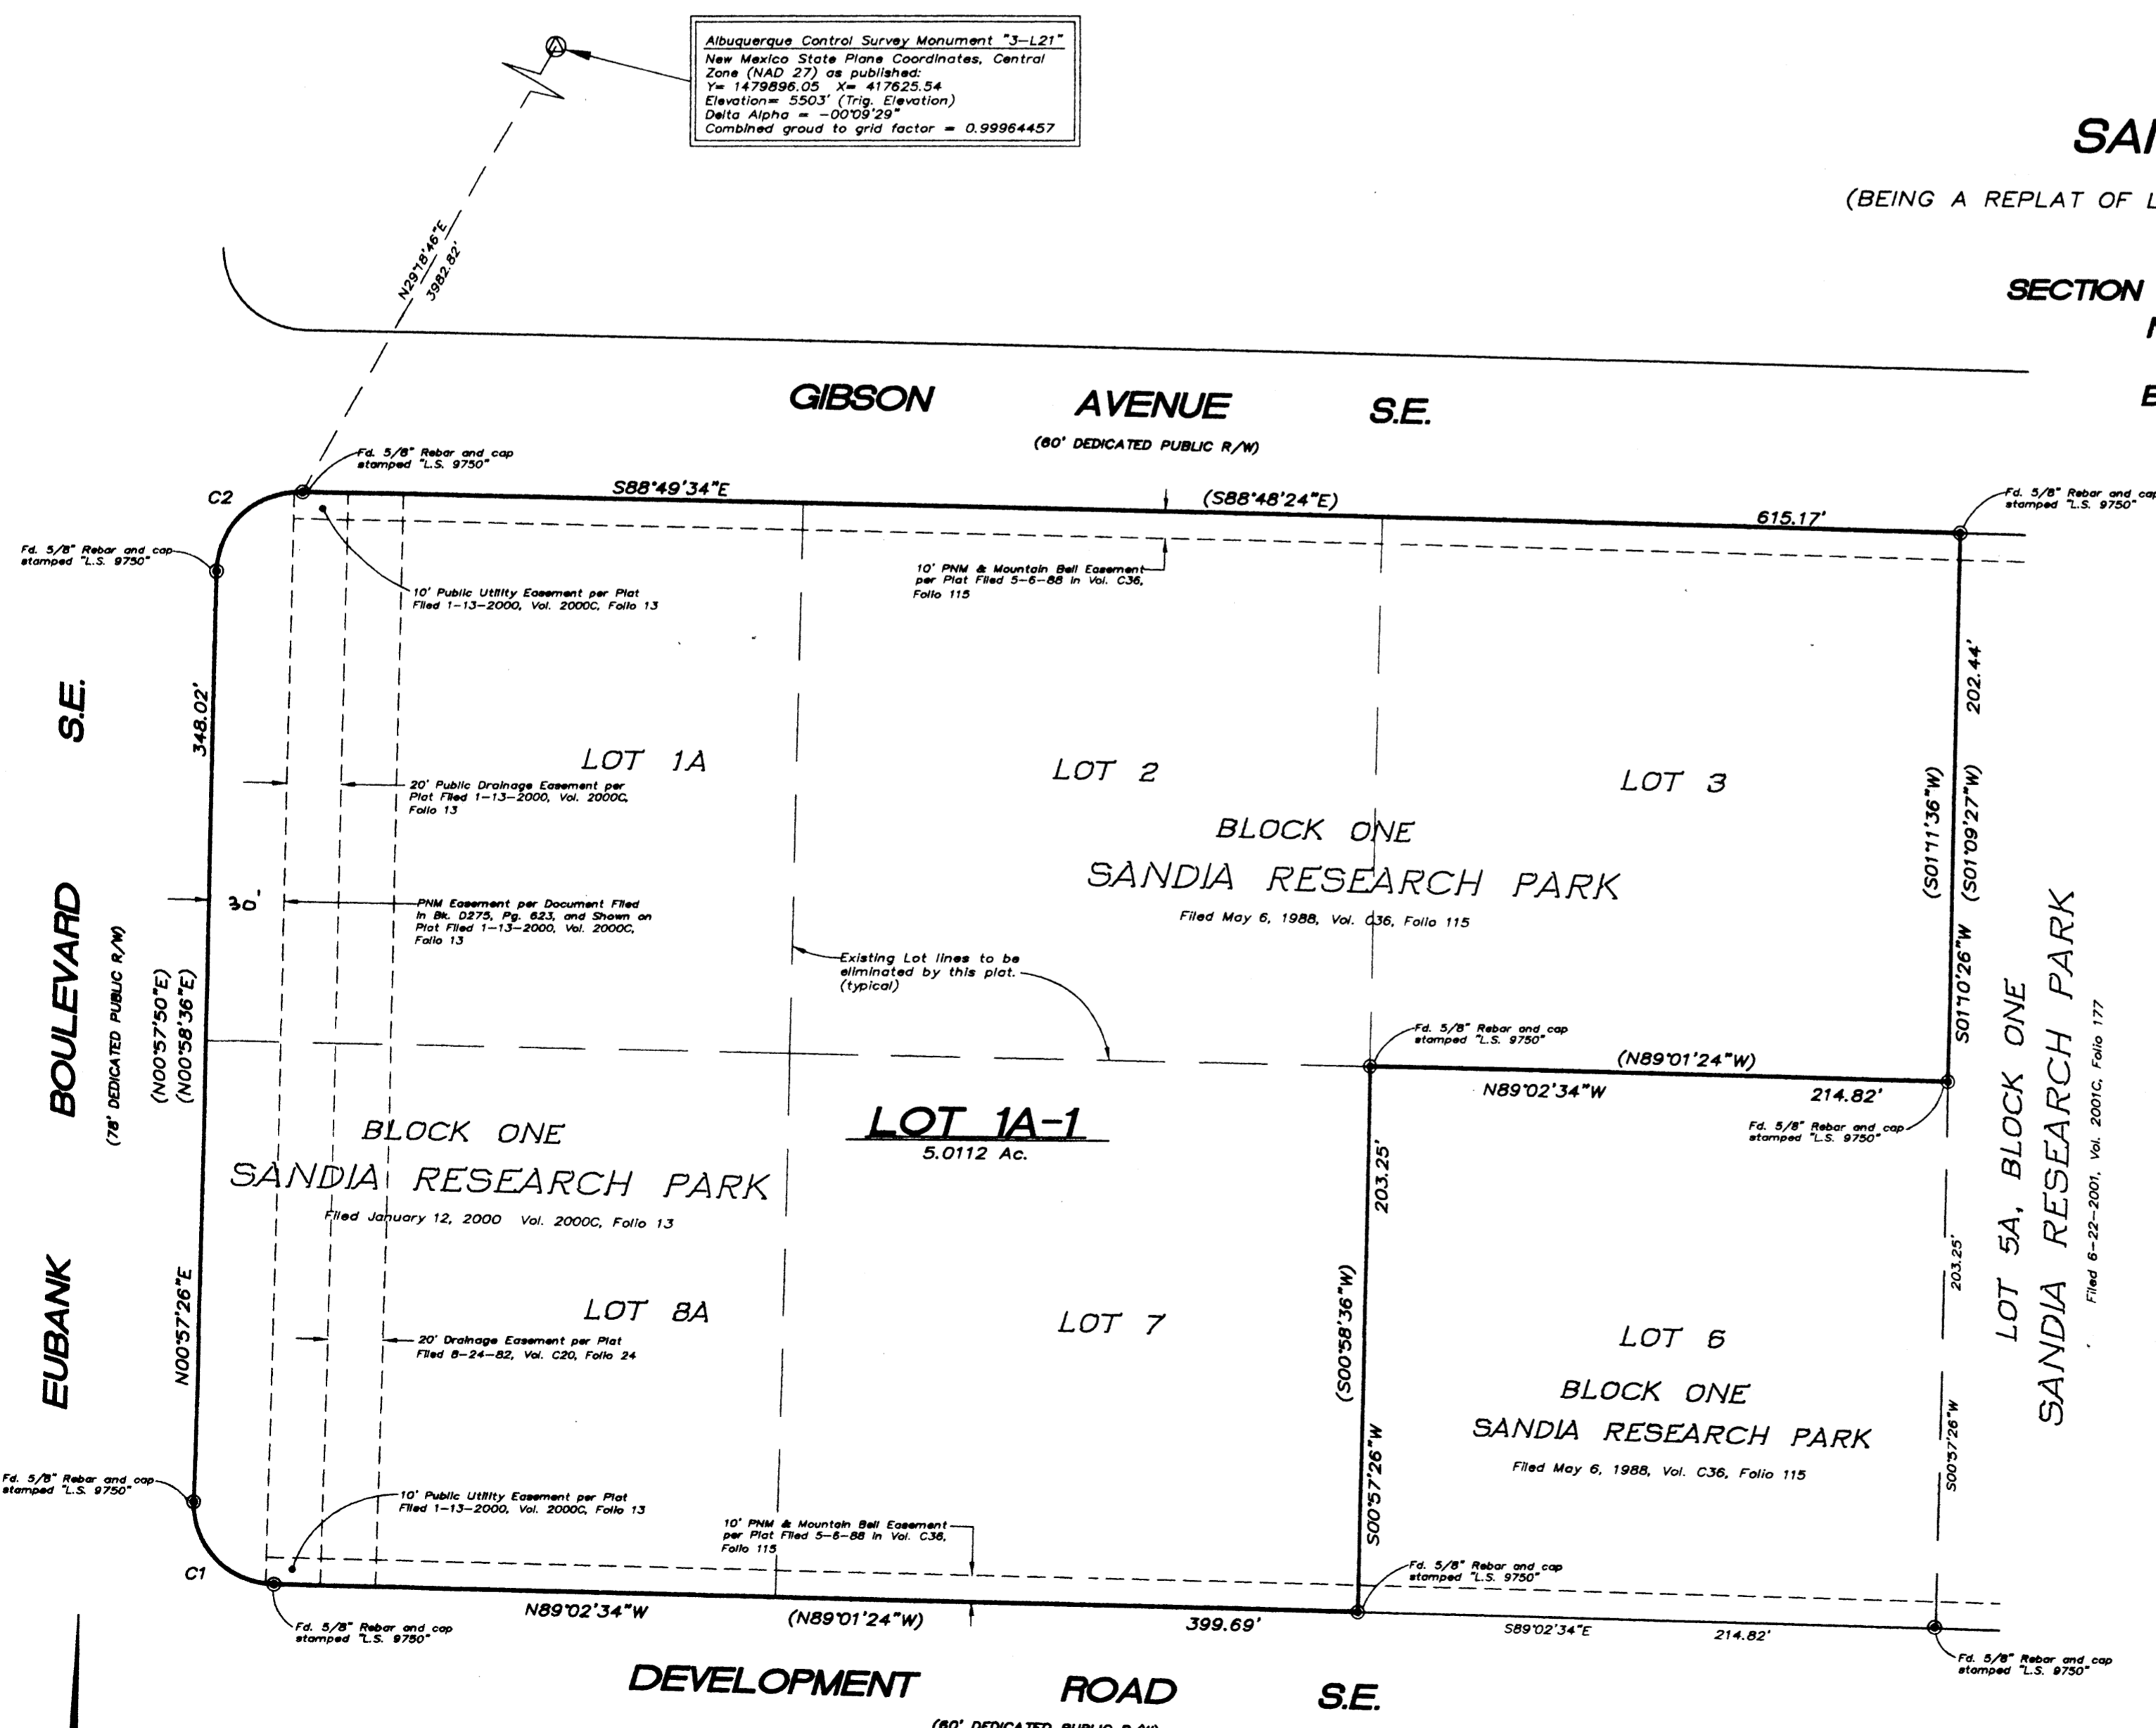 Albuquerque Control Survey Monument "3-L21"
New Mexico State Plane Coordinates, Central
Zone (NAD 27) as published:
Y= 1479896.05 X= 417625.54
Elevation= 5503' (Trig. Elevation)
Delta Alpha = -00°09'29"
Combined groud to grid factor = 0.99964457
SAN
(BEING A REPLAT OF L
SECTION
N29°18'46"E
3982.82'
GIBSON AVENUE S.E.
(60' DEDICATED PUBLIC R/W)
Fd. 5/8" Rebar and cap
stamped "L.S. 9750"
C2
S88°49'34"E
(S88°48'24"E)
615.17'
Fd. 5/8" Rebar and cap
stamped "L.S. 9750"
Fd. 5/8" Rebar and cap
stamped "L.S. 9750"
10' Public Utility Easement per Plat
Filed 1-13-2000, Vol. 2000C, Folio 13
10' PNM & Mountain Bell Easement
per Plat Filed 5-6-88 in Vol. C36,
Folio 115
348.02'
202.44'
LOT 1A
LOT 2
LOT 3
20' Public Drainage Easement per
Plat Filed 1-13-2000, Vol. 2000C,
Folio 13
BLOCK ONE
SANDIA RESEARCH PARK
Filed May 6, 1988, Vol. C36, Folio 115
(S01°11'36"W)
(S01°09'27"W)
S01°10'26"W
30'
PNM Easement per Document Filed
in Bk. D275, Pg. 623, and Shown on
Plat Filed 1-13-2000, Vol. 2000C,
Folio 13
Existing Lot lines to be
eliminated by this plat.
(typical)
EUBANK BOULEVARD S.E.
(78' DEDICATED PUBLIC R/W)
(N00°57'50"E)
(N00°58'36"E)
N00°57'26"E
Fd. 5/8" Rebar and cap
stamped "L.S. 9750"
(N89°01'24"W)
N89°02'34"W
214.82'
Fd. 5/8" Rebar and cap
stamped "L.S. 9750"
LOT 1A-1
5.0112 Ac.
BLOCK ONE
SANDIA RESEARCH PARK
Filed January 12, 2000 Vol. 2000C, Folio 13
203.25'
(S00°58'36"W)
S00°57'26"W
203.25'
S00°57'26"W
LOT 5A, BLOCK ONE
SANDIA RESEARCH PARK
Filed 6-22-2001, Vol. 2001C, Folio 177
LOT 8A
LOT 7
LOT 6
BLOCK ONE
SANDIA RESEARCH PARK
Filed May 6, 1988, Vol. C36, Folio 115
20' Drainage Easement per Plat
Filed 8-24-82, Vol. C20, Folio 24
Fd. 5/8" Rebar and cap
stamped "L.S. 9750"
10' Public Utility Easement per Plat
Filed 1-13-2000, Vol. 2000C, Folio 13
10' PNM & Mountain Bell Easement
per Plat Filed 5-6-88 in Vol. C36,
Folio 115
C1
Fd. 5/8" Rebar and cap
stamped "L.S. 9750"
N89°02'34"W
(N89°01'24"W)
399.69'
Fd. 5/8" Rebar and cap
stamped "L.S. 9750"
S89°02'34"E
214.82'
Fd. 5/8" Rebar and cap
stamped "L.S. 9750"
DEVELOPMENT ROAD S.E.
(60' DEDICATED PUBLIC R/W)